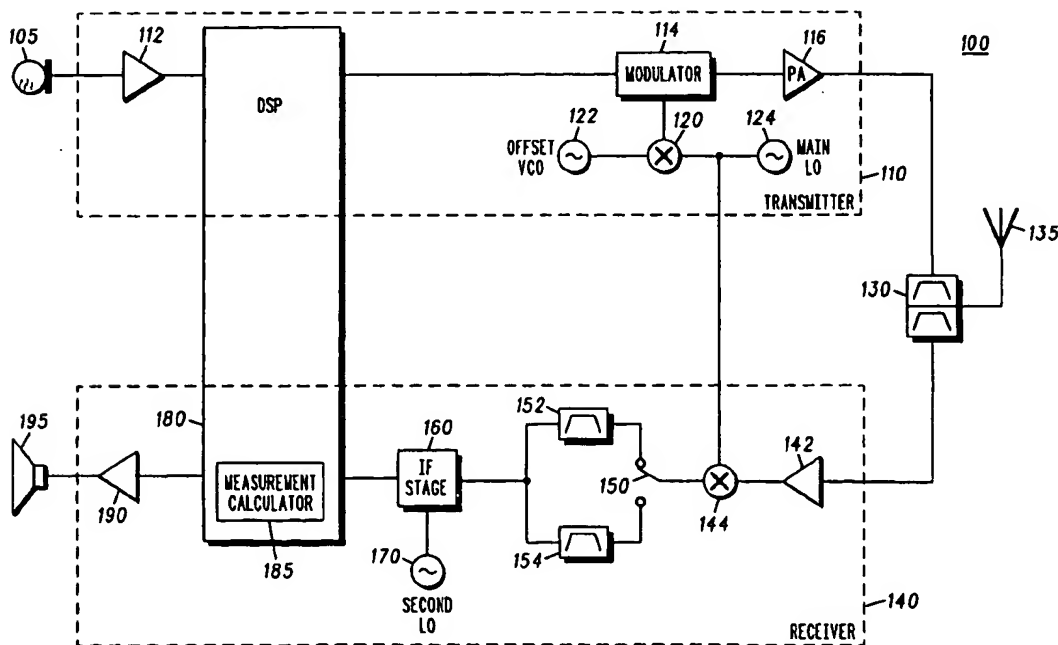 105
112
DSP
114
MODULATOR
116
PA
100
122
120
124
OFFSET
VCO
MAIN
LO
110
TRANSMITTER
135
130
195
180
152
160
142
IF
STAGE
190
MEASUREMENT
CALCULATOR
150
144
185
170
154
SECOND
LO
140
RECEIVER